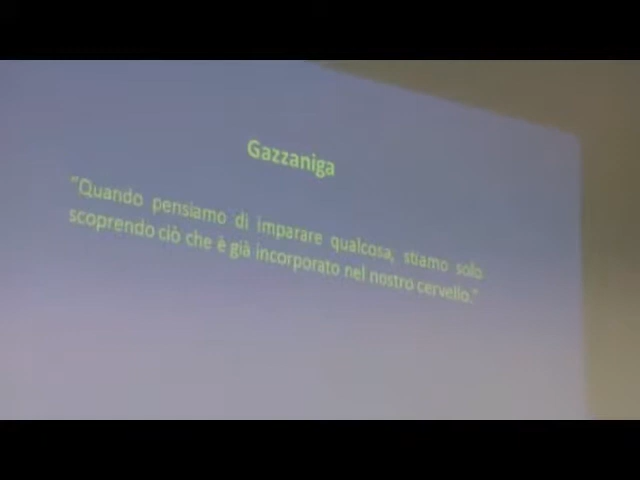 Gazzaniga
“Quando pensiamo di imparare qualcosa, stiamo solo
scoprendo ciò che è già incorporato nel nostro cervello.”